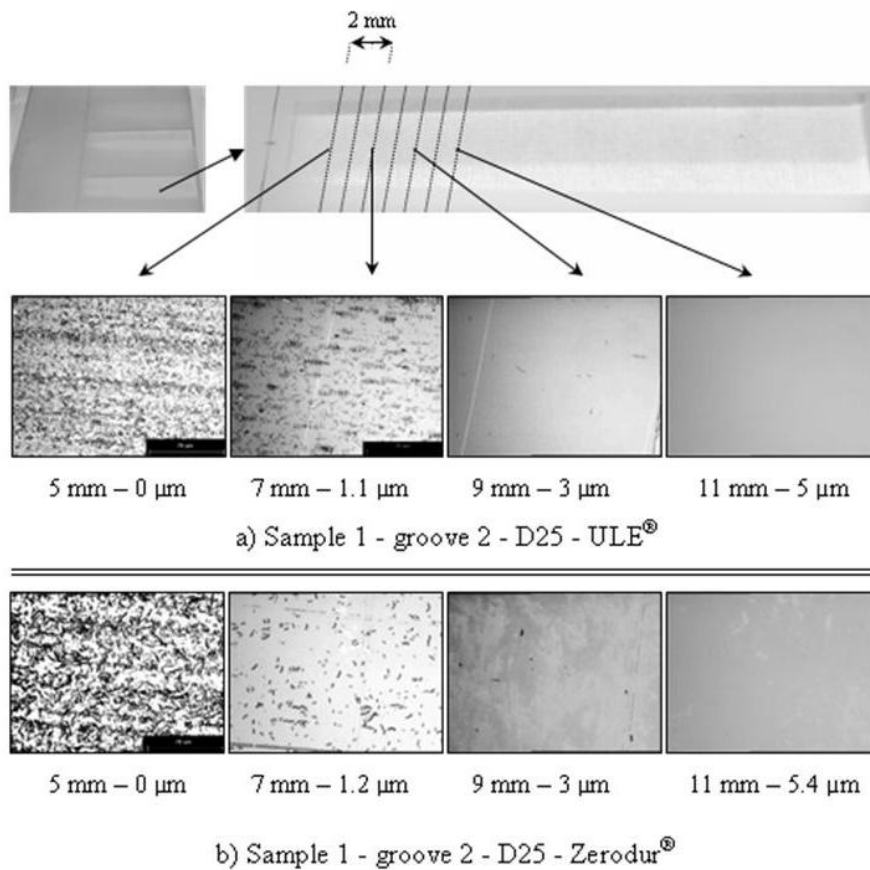 2 mm
5 mm – 0 µm 7 mm – 1.1 µm 9 mm – 3 µm 11 mm – 5 µm
a) Sample 1 - groove 2 - D25 - ULE®
5 mm – 0 µm 7 mm – 1.2 µm 9 mm – 3 µm 11 mm – 5.4 µm
b) Sample 1 - groove 2 - D25 - Zerodur®